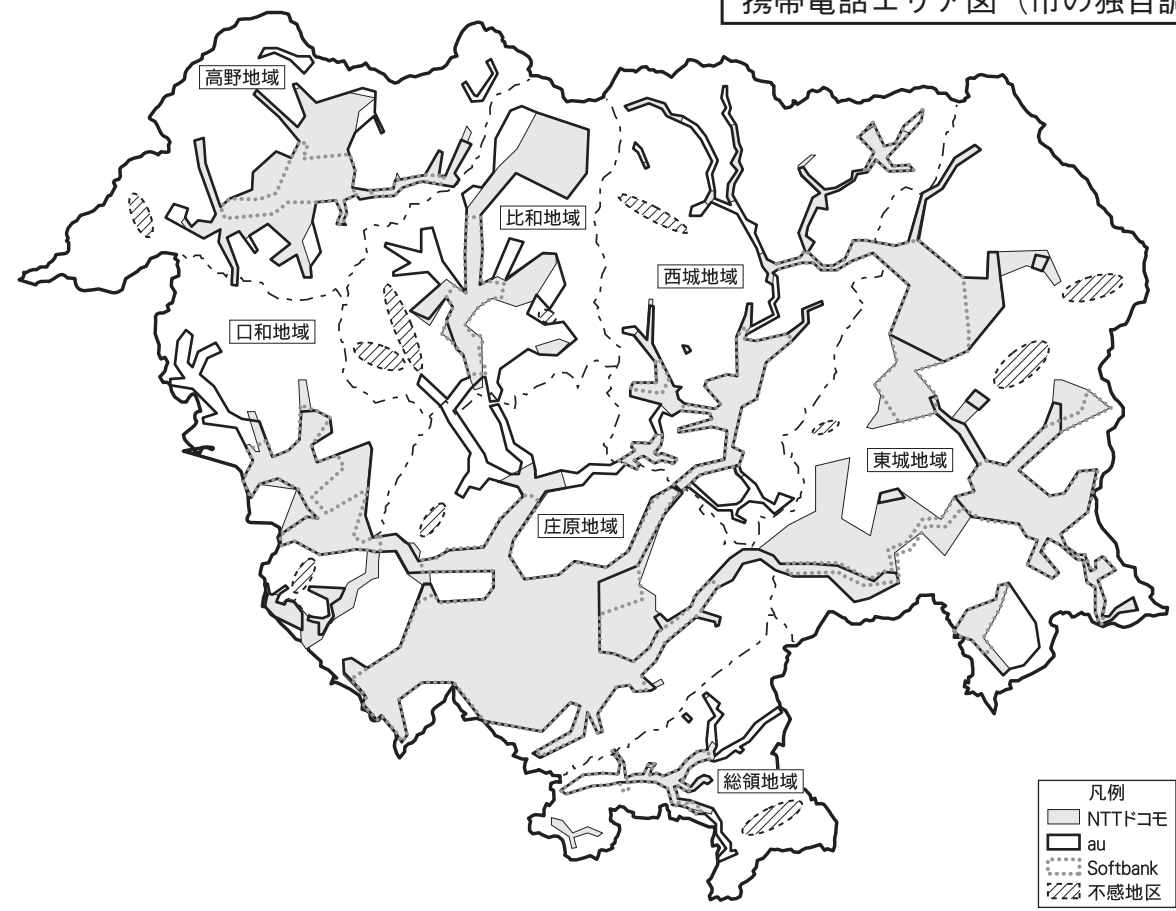 携帯電話エリア図（市の独自調
高野地域
比和地域
西城地域
口和地域
東城地域
庄原地域
総領地域
凡例
NTTドコモ
au
Softbank
不感地区